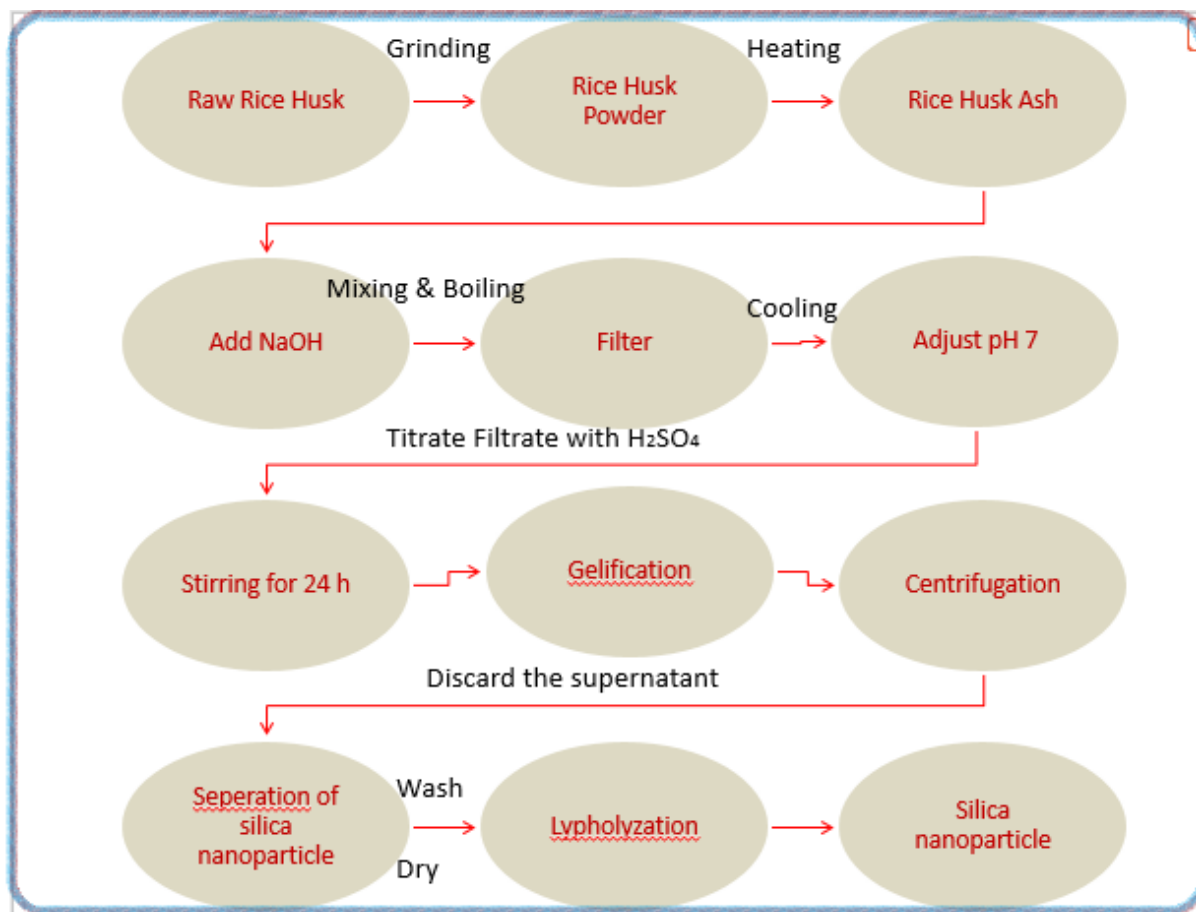 Grinding
Heating
Raw Rice Husk
Rice Husk
Powder
Rice Husk Ash
Mixing & Boiling
Cooling
Add NaOH
Filter
Adjust pH 7
Titrate Filtrate with H₂SO₄
Stirring for 24 h
Gelification
Centrifugation
Discard the supernatant
Seperation of
silica
nanoparticle
Wash
Dry
Lvpholyzation
Silica
nanoparticle